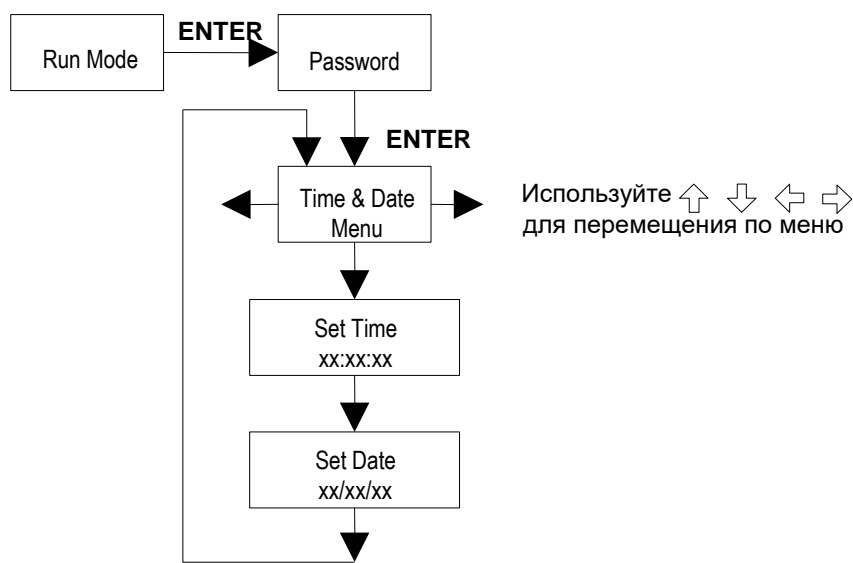 ENTER
Run Mode
Password
ENTER
Time & Date
Menu
Используйте
для перемещения по меню
Set Time
xx:xx:xx
Set Date
xx/xx/xx